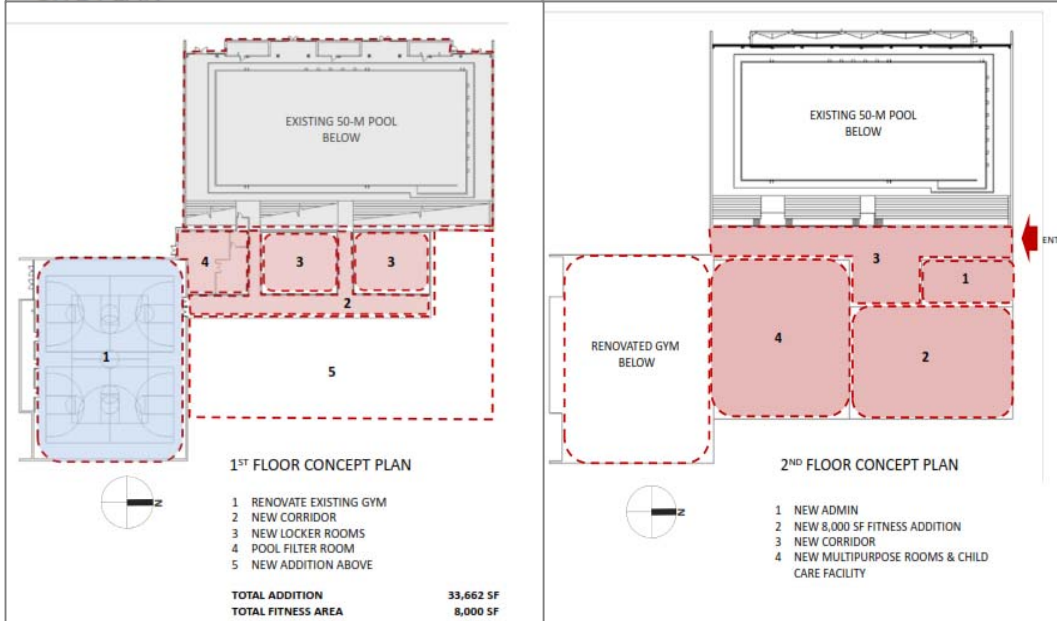 EXISTING 50-M POOL
BELOW
4
3
3
2
1
5
1ST FLOOR CONCEPT PLAN
N
1 RENOVATE EXISTING GYM
2 NEW CORRIDOR
3 NEW LOCKER ROOMS
4 POOL FILTER ROOM
5 NEW ADDITION ABOVE
TOTAL ADDITION 33,662 SF
TOTAL FITNESS AREA 8,000 SF
EXISTING 50-M POOL
BELOW
ENT
3
1
4
2
RENOVATED GYM
BELOW
2ND FLOOR CONCEPT PLAN
N
1 NEW ADMIN
2 NEW 8,000 SF FITNESS ADDITION
3 NEW CORRIDOR
4 NEW MULTIPURPOSE ROOMS & CHILD
CARE FACILITY